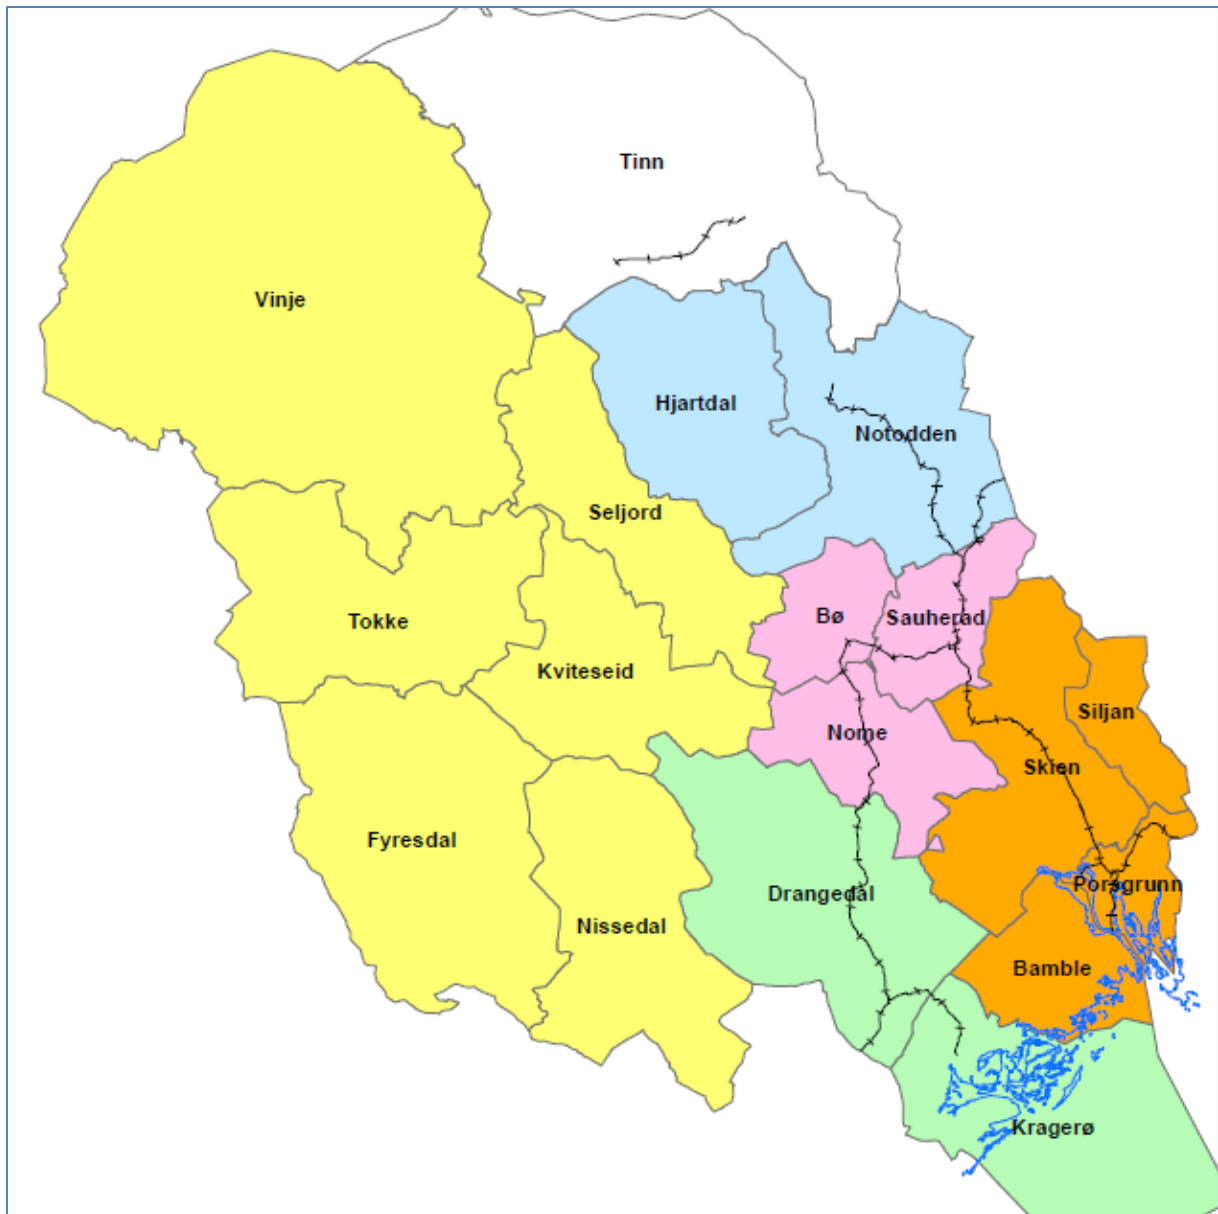 Tinn
Vinje
Hjartdal
Notodden
Seljord
Bø
Sauherad
Tokke
Kviteseid
Siljan
Nome
Skien
Fyresdal
Porsgrunn
Drangedal
Nissedal
Bamble
Kragerø